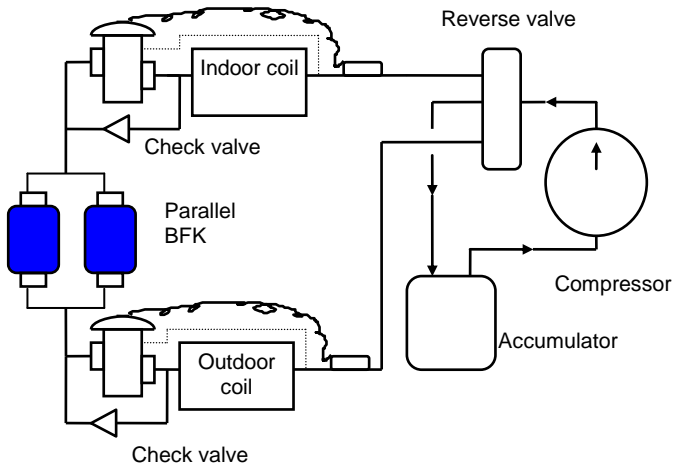 Reverse valve
Indoor coil
Check valve
Parallel
BFK
Compressor
Accumulator
Outdoor
coil
Check valve